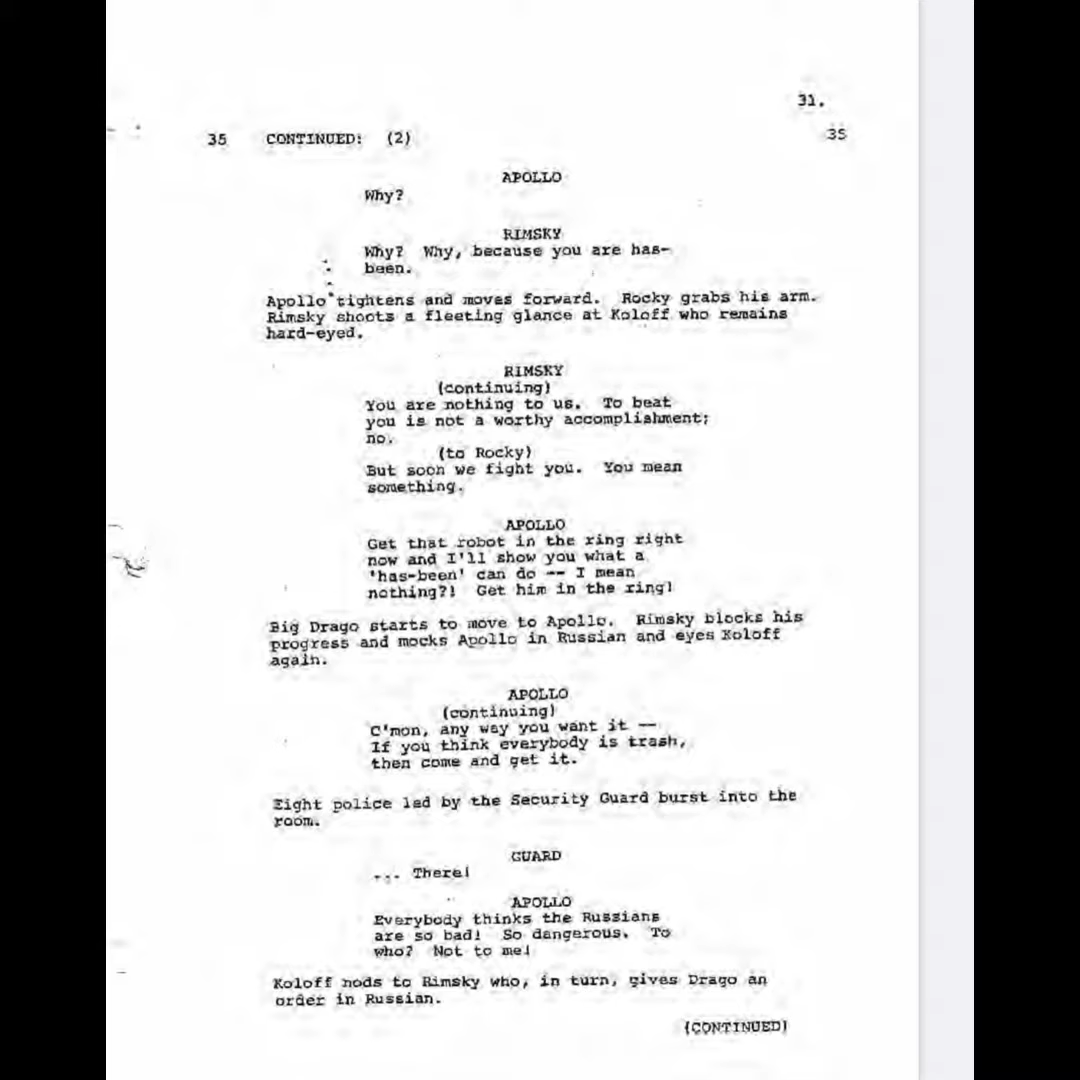 31.
35 CONTINUED: (2) 35
APOLLO
Why?
RIMSKY
Why? Why, because you are has-
been.
Apollo tightens and moves forward. Rocky grabs his arm.
Rimsky shoots a fleeting glance at Koloff who remains
hard-eyed.
RIMSKY
(continuing)
You are nothing to us. To beat
you is not a worthy accomplishment;
no.
(to Rocky)
But soon we fight you. You mean
something.
APOLLO
Get that robot in the ring right
now and I'll show you what a
'has-been' can do -- I mean
nothing?! Get him in the ring!
Big Drago starts to move to Apollo. Rimsky blocks his
progress and mocks Apollo in Russian and eyes Koloff
again.
APOLLO
(continuing)
C'mon, any way you want it --
If you think everybody is trash,
then come and get it.
Eight police led by the Security Guard burst into the
room.
GUARD
... There!
APOLLO
Everybody thinks the Russians
are so bad! So dangerous. To
who? Not to me!
Koloff nods to Rimsky who, in turn, gives Drago an
order in Russian.
(CONTINUED)